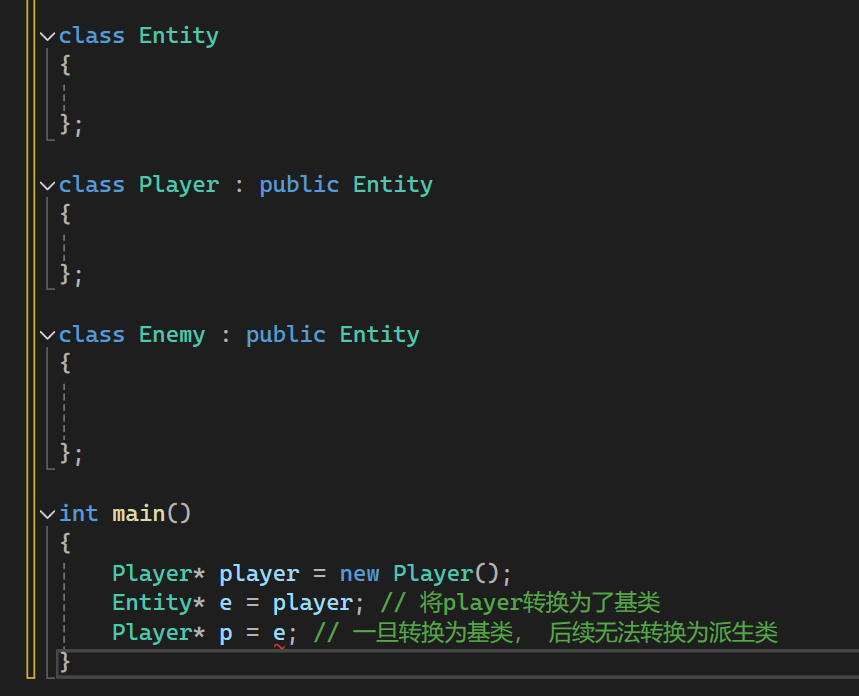 class Entity
{
};
class Player : public Entity
{
};
class Enemy : public Entity
{
};
int main()
{
Player* player = new Player();
Entity* e = player; // 将player转换为了基类
Player* p = e; // 一旦转换为基类， 后续无法转换为派生类
}